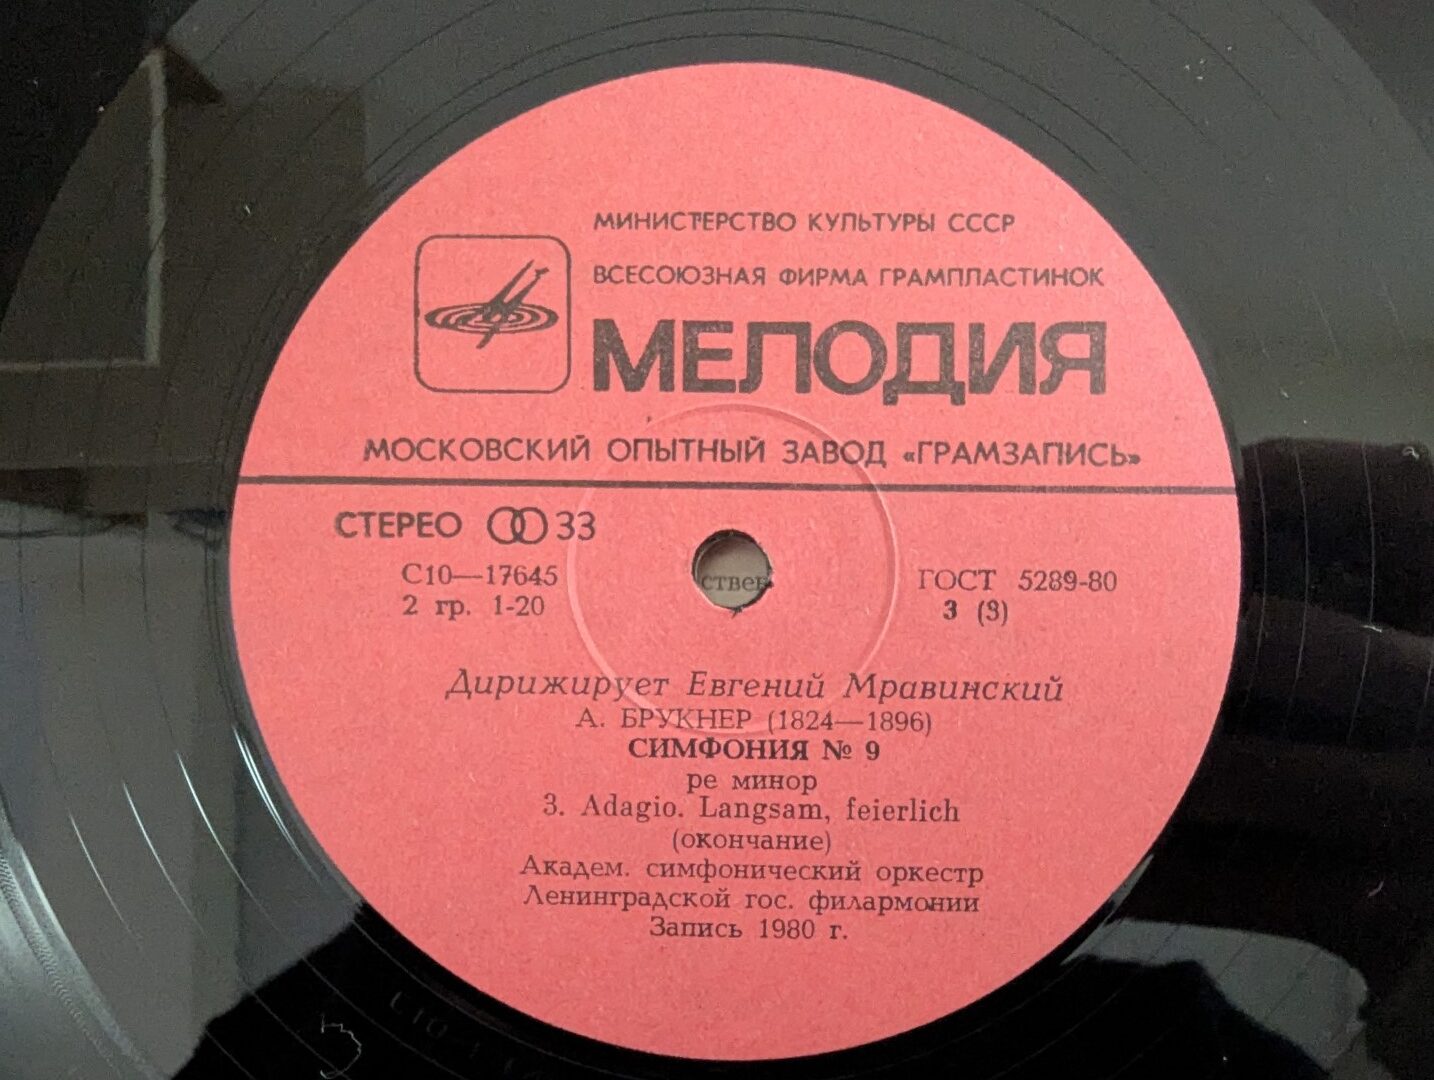 МИНИСТЕРСТВО КУЛЬТУРЫ СССР
ВСЕСОЮЗНАЯ ФИРМА ГРАМПЛАСТИНОК
МЕЛОДИЯ
МОСКОВСКИЙ ОПЫТНЫЙ ЗАВОД «ГРАМЗАПИСЬ»
СТЕРЕО 33
С10—17645
2 гр. 1-20
ствен
ГОСТ 5289-80
3 (3)
Дирижирует Евгений Мравинский
А. БРУКНЕР (1824—1896)
СИМФОНИЯ № 9
ре минор
3. Adagio. Langsam, feierlich
(окончание)
Академ. симфонический оркестр
Ленинградской гос. филармонии
Запись 1980 г.